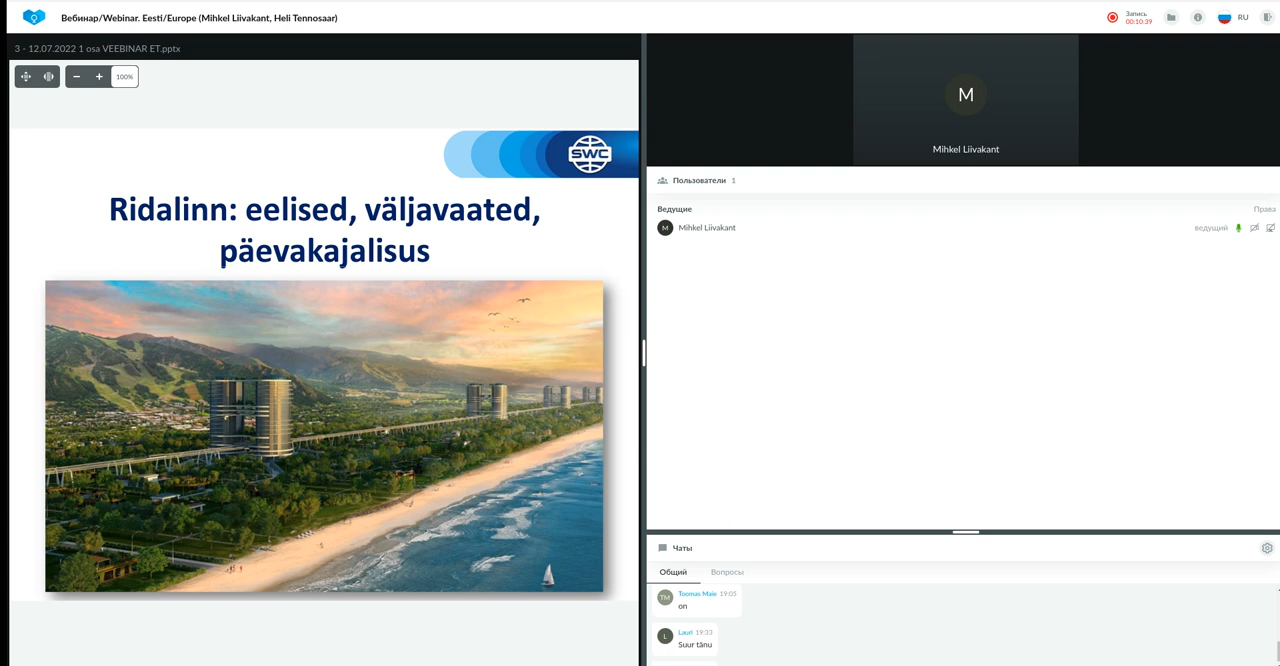 Вебинар/Webinar. Eesti/Europe (Mihkel Liivakant, Heli Tennosaar)
Запись
00:10:39
RU
3 - 12.07.2022 1 osa VEEBINAR ET.pptx
100%
SWC
Ridalinn: eelised, väljavaated,
päevakajalisus
M
Mihkel Liivakant
Пользователи 1
Ведущие Права
M Mihkel Liivakant ведущий
Чаты
Общий Вопросы
TM Toomas Maie 19:05
on
L Lauri 19:33
Suur tänu